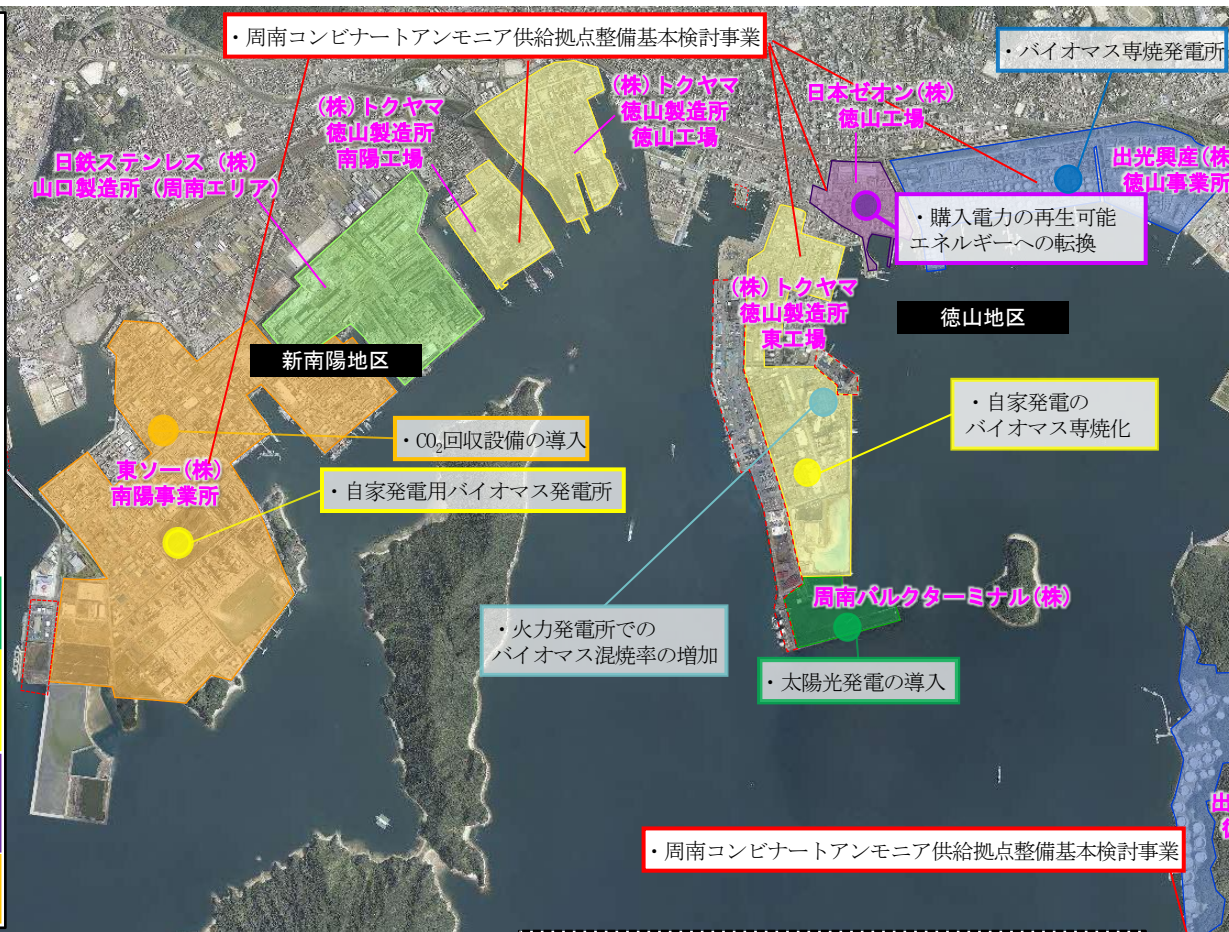 ・周南コンビナートアンモニア供給拠点整備基本検討事業
・バイオマス専焼発電所
(株)トクヤマ
徳山製造所
南陽工場
(株)トクヤマ
徳山製造所
徳山工場
日本ゼオン(株)
徳山工場
出光興産(株
徳山事業所
日鉄ステンレス（株）
山口製造所（周南エリア）
・購入電力の再生可能
エネルギーへの転換
(株)トクヤマ
徳山製造所
東工場
徳山地区
新南陽地区
・自家発電の
バイオマス専焼化
・CO₂回収設備の導入
東ソー(株)
南陽事業所
・自家発電用バイオマス発電所
周南バルクターミナル(株)
・火力発電所での
バイオマス混焼率の増加
・太陽光発電の導入
出
・周南コンビナートアンモニア供給拠点整備基本検討事業